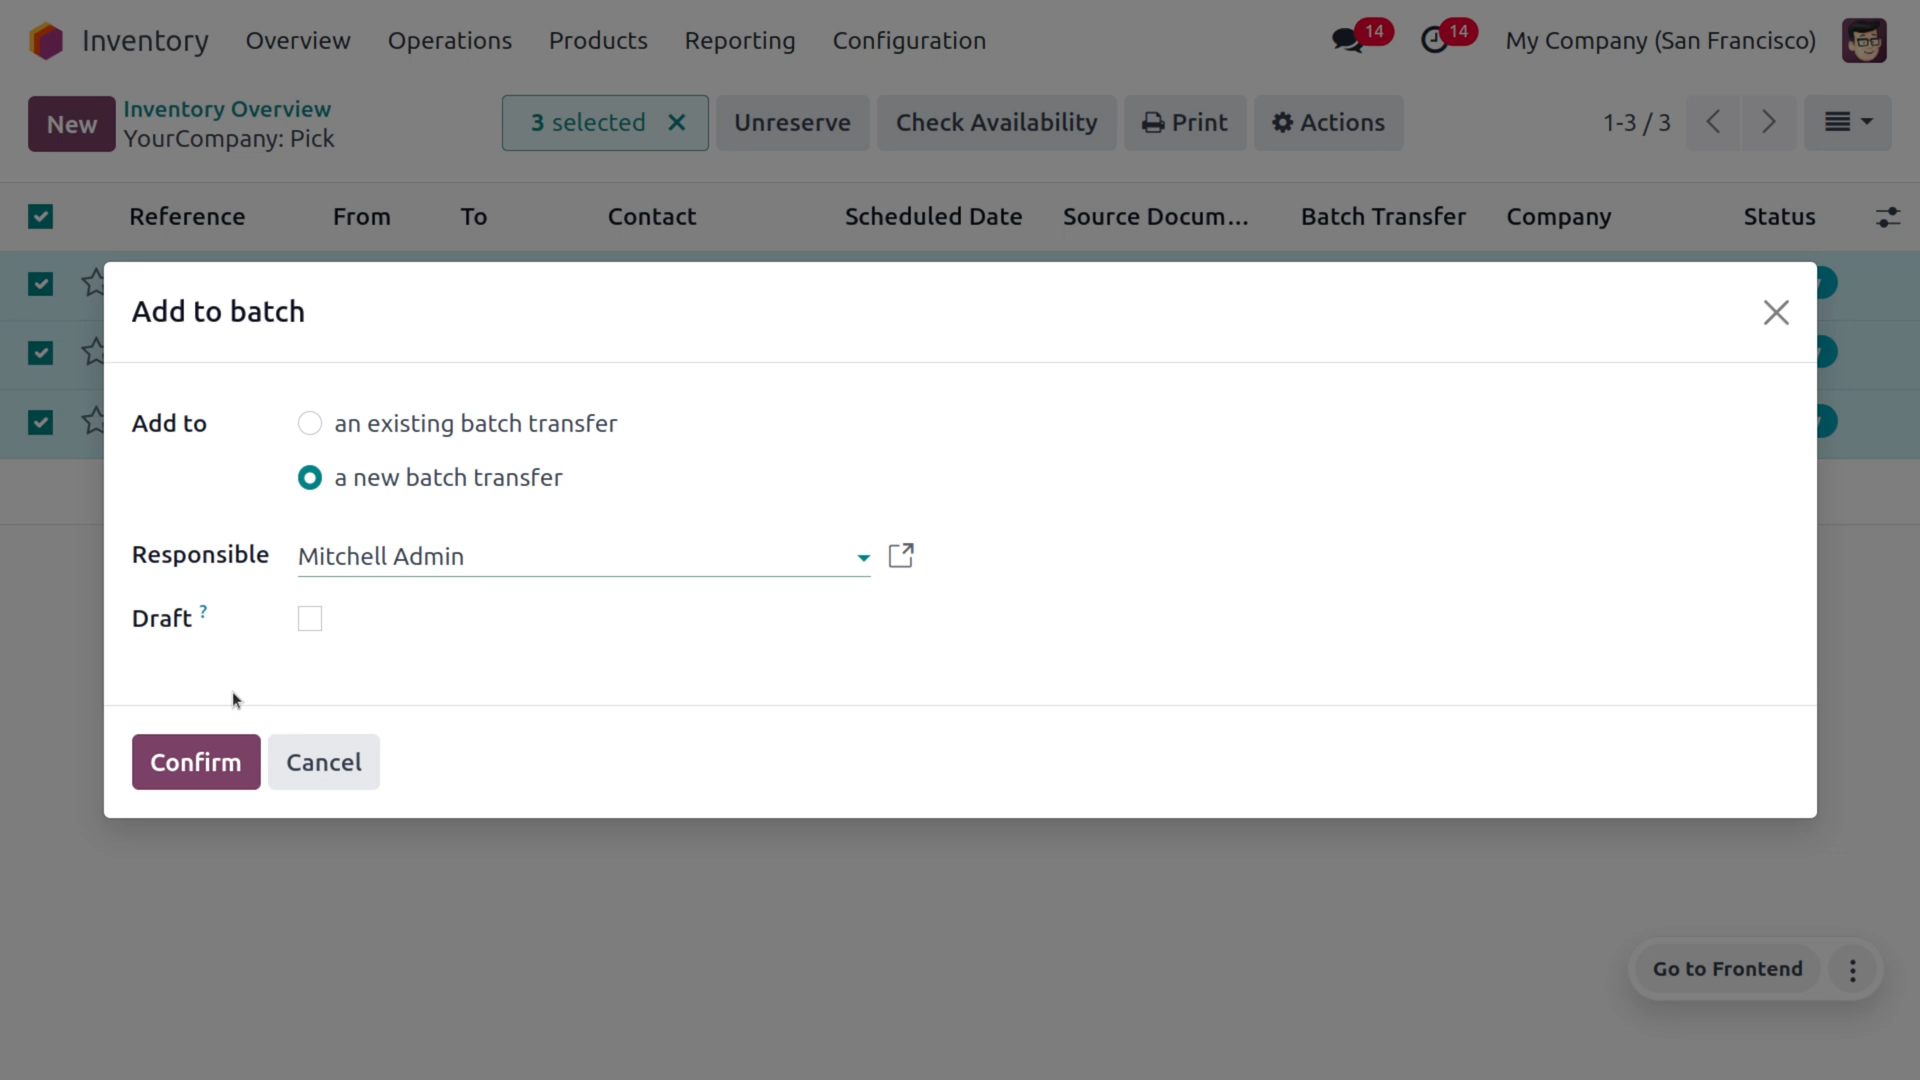 Inventory Overview Operations Products Reporting Configuration 14 14 My Company (San Francisco)
New Inventory Overview 3 selected Unreserve Check Availability Print Actions 1-3 / 3
YourCompany: Pick
Reference From To Contact Scheduled Date Source Docum... Batch Transfer Company Status
Add to batch
Add to an existing batch transfer
a new batch transfer
Responsible Mitchell Admin
Draft ?
Confirm Cancel
Go to Frontend